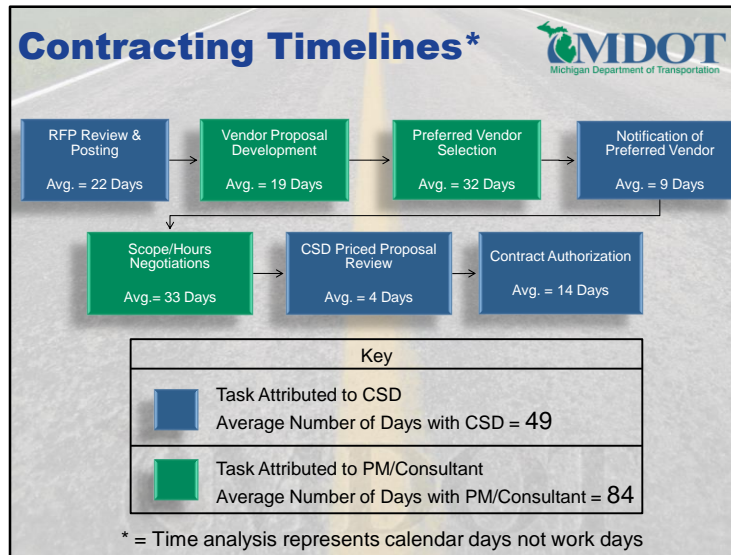 Contracting Timelines*
MDOT
Michigan Department of Transportation
RFP Review &
Posting
Avg. = 22 Days
Vendor Proposal
Development
Avg. = 19 Days
Preferred Vendor
Selection
Avg. = 32 Days
Notification of
Preferred Vendor
Avg. = 9 Days
Scope/Hours
Negotiations
Avg.= 33 Days
CSD Priced Proposal
Review
Avg. = 4 Days
Contract Authorization
Avg. = 14 Days
Key
Task Attributed to CSD
Average Number of Days with CSD = 49
Task Attributed to PM/Consultant
Average Number of Days with PM/Consultant = 84
MDOT
* = Time analysis represents calendar days not work days